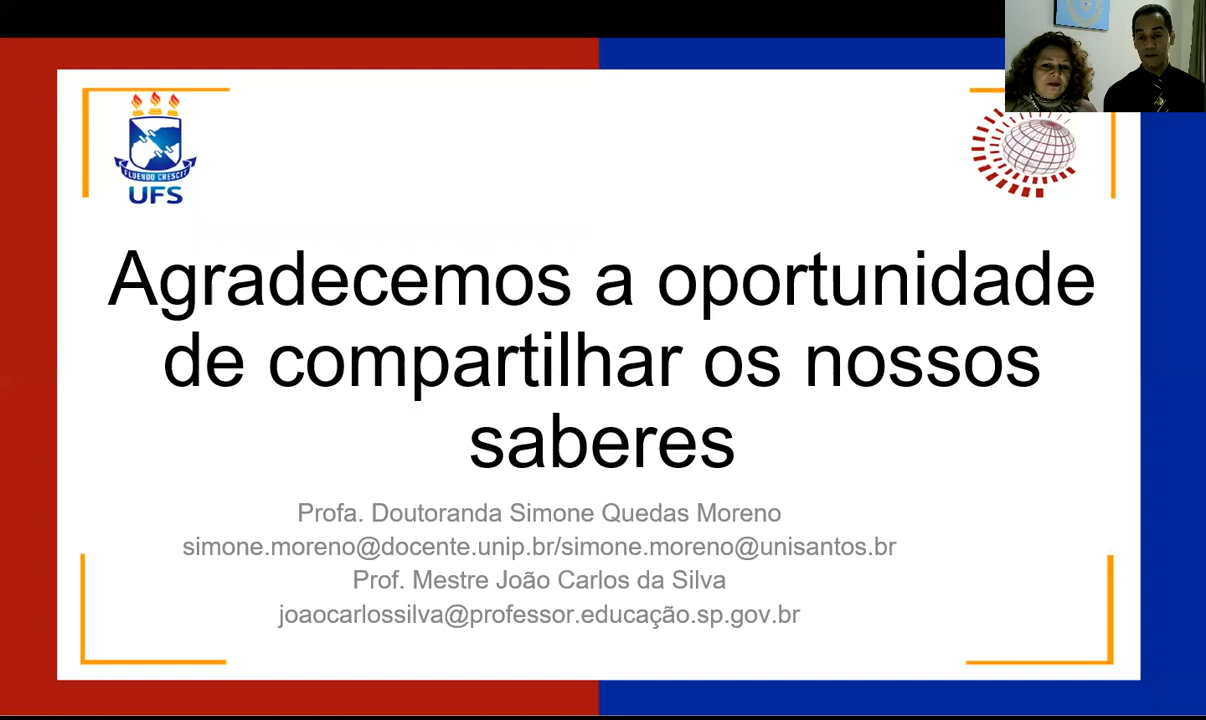 FLUENDO CRESCIT
UFS
Agradecemos a oportunidade
de compartilhar os nossos
saberes
Profa. Doutoranda Simone Quedas Moreno
simone.moreno@docente.unip.br/simone.moreno@unisantos.br
Prof. Mestre João Carlos da Silva
joaocarlossilva@professor.educação.sp.gov.br